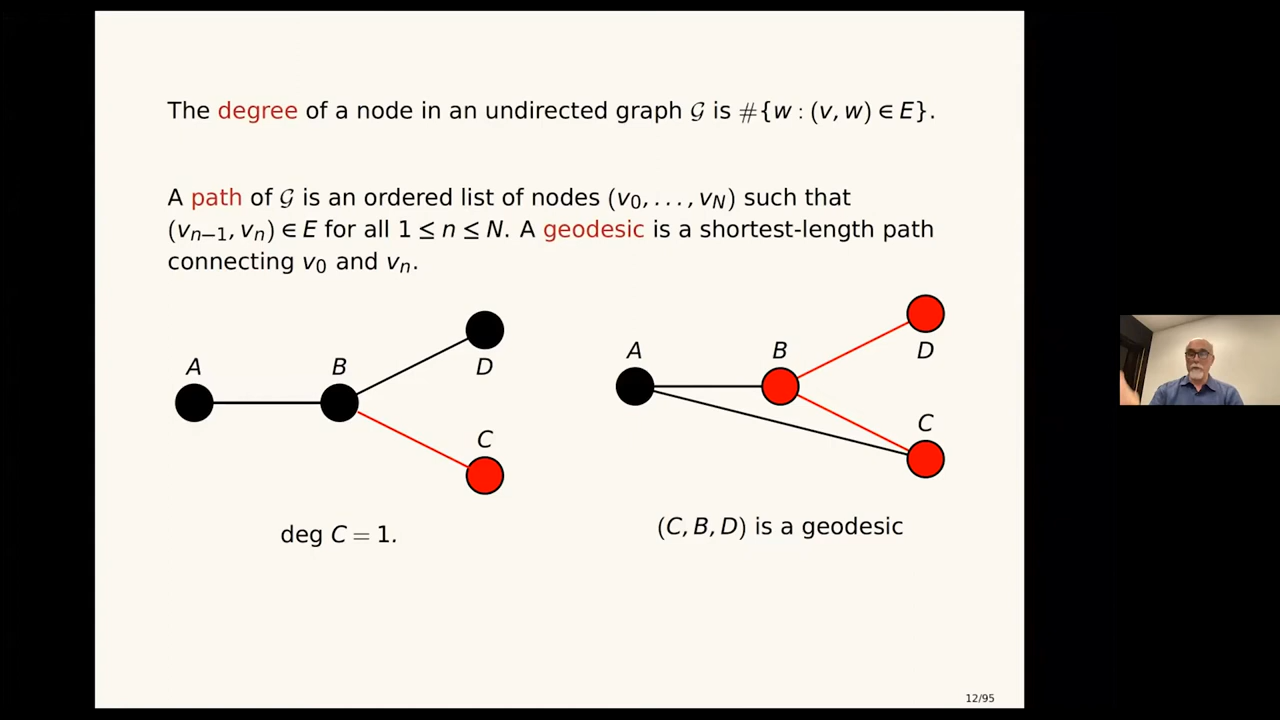 The degree of a node in an undirected graph 𝒢 is #{w : (v, w) ∈ E}.
A path of 𝒢 is an ordered list of nodes (v₀, . . . , v_N) such that
(v_{n−1}, v_n) ∈ E for all 1 ≤ n ≤ N. A geodesic is a shortest-length path
connecting v₀ and v_n.
A B D C
A B D C
deg C = 1.
(C, B, D) is a geodesic
12/95